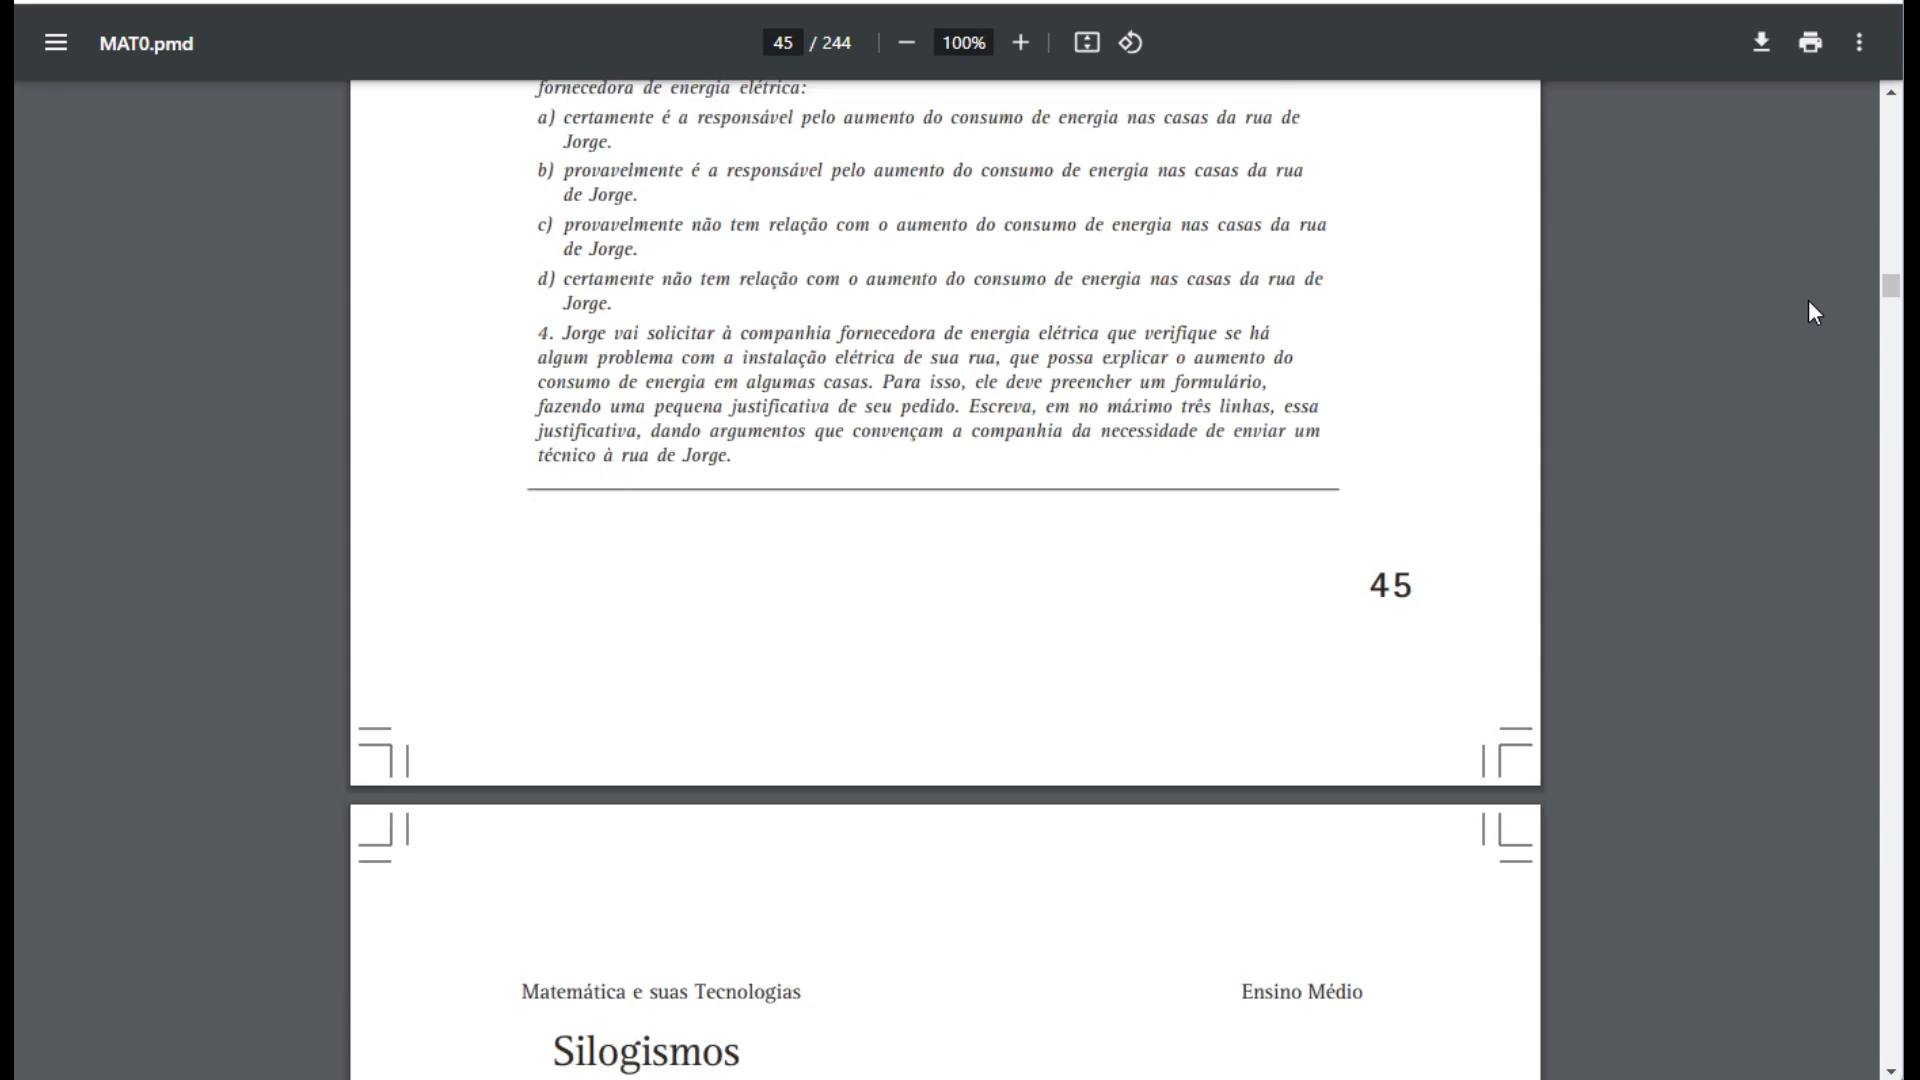 MAT0.pmd
45 / 244
100%
fornecedora de energia elétrica:
a) certamente é a responsável pelo aumento do consumo de energia nas casas da rua de
Jorge.
b) provavelmente é a responsável pelo aumento do consumo de energia nas casas da rua
de Jorge.
c) provavelmente não tem relação com o aumento do consumo de energia nas casas da rua
de Jorge.
d) certamente não tem relação com o aumento do consumo de energia nas casas da rua de
Jorge.
4. Jorge vai solicitar à companhia fornecedora de energia elétrica que verifique se há
algum problema com a instalação elétrica de sua rua, que possa explicar o aumento do
consumo de energia em algumas casas. Para isso, ele deve preencher um formulário,
fazendo uma pequena justificativa de seu pedido. Escreva, em no máximo três linhas, essa
justificativa, dando argumentos que convençam a companhia da necessidade de enviar um
técnico à rua de Jorge.
45
Matemática e suas Tecnologias
Ensino Médio
Silogismos